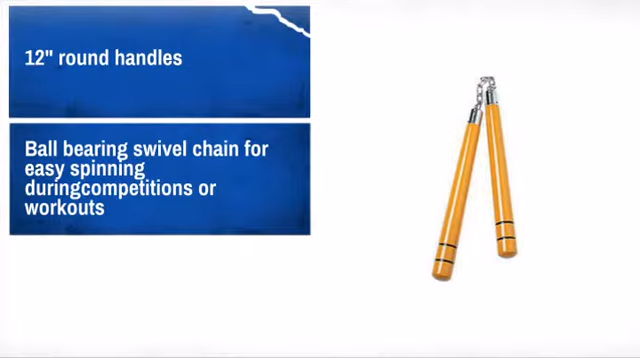 12" round handles
Ball bearing swivel chain for
easy spinning
duringcompetitions or
workouts